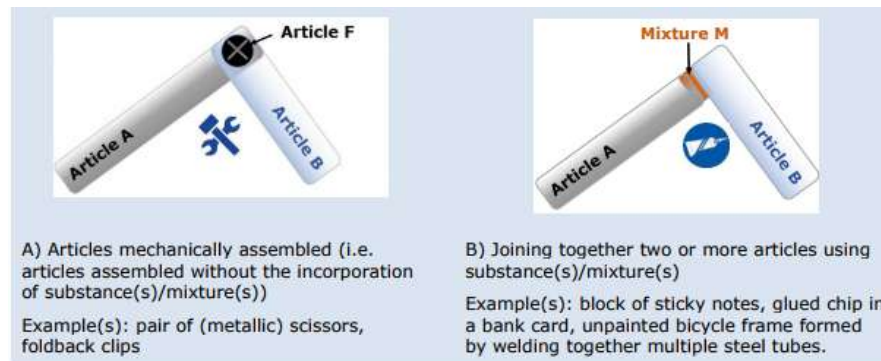 Article F
Article A
Article B
Mixture M
Article A
Article B
A) Articles mechanically assembled (i.e.
articles assembled without the incorporation
of substance(s)/mixture(s))
Example(s): pair of (metallic) scissors,
foldback clips
B) Joining together two or more articles using
substance(s)/mixture(s)
Example(s): block of sticky notes, glued chip in
a bank card, unpainted bicycle frame formed
by welding together multiple steel tubes.